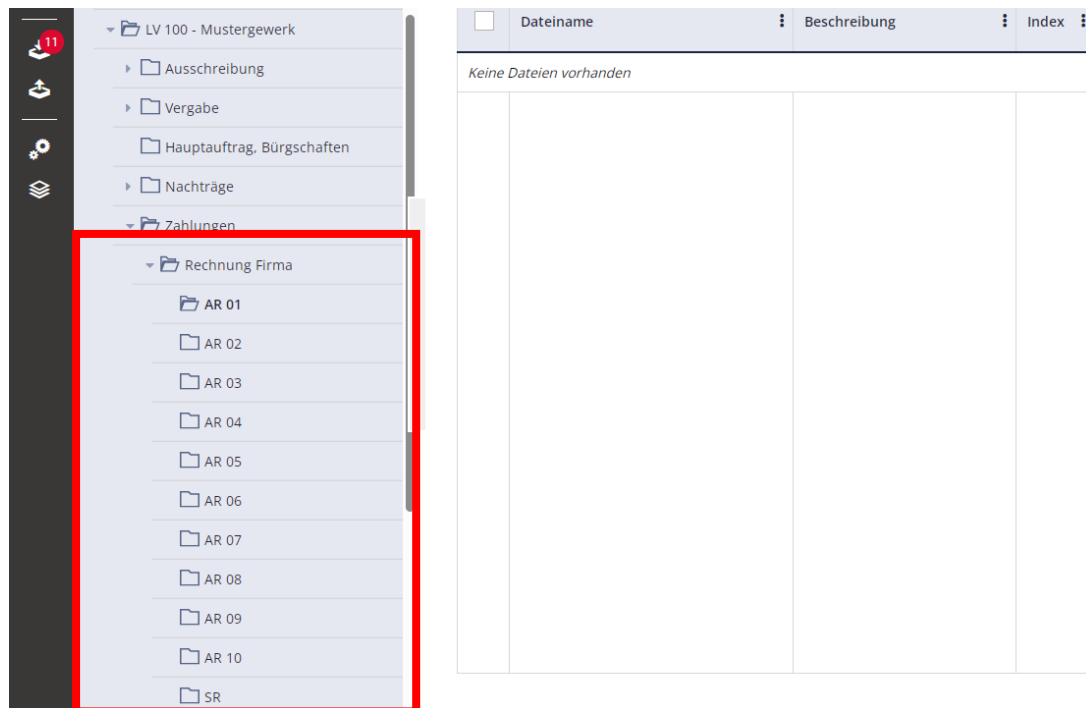 11
LV 100 - Mustergewerk
Ausschreibung
Vergabe
Hauptauftrag, Bürgschaften
Nachträge
Zahlungen
Rechnung Firma
AR 01
AR 02
AR 03
AR 04
AR 05
AR 06
AR 07
AR 08
AR 09
AR 10
SR
Dateiname Beschreibung Index
Keine Dateien vorhanden